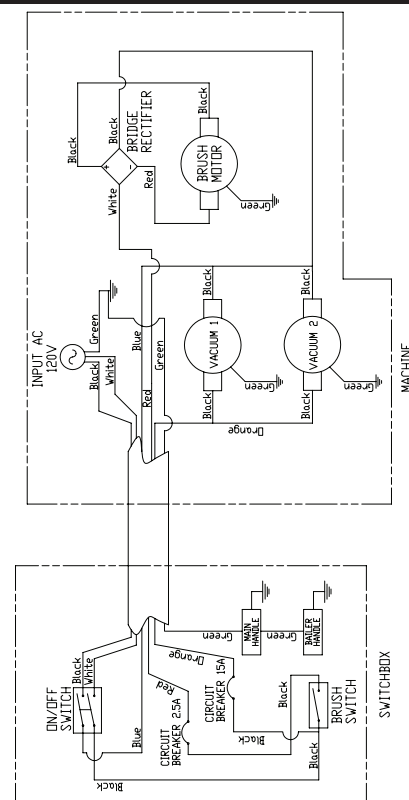 INPUT AC
120V
Black
White
Green
Blue
Red
Green
Black
Black
BRIDGE
RECTIFIER
+
-
White
Red
Black
BRUSH
MOTOR
Green
Black
VACUUM 1
Black
Green
Black
VACUUM 2
Black
Green
Orange
MACHINE
ON/OFF
SWITCH
Black
White
Blue
Black
Red
Orange
CIRCUIT
BREAKER 2.5A
CIRCUIT
BREAKER 15A
Black
Green
MAIN
HANDLE
Green
BAILER
HANDLE
Black
BRUSH
SWITCH
Black
SWITCHBOX